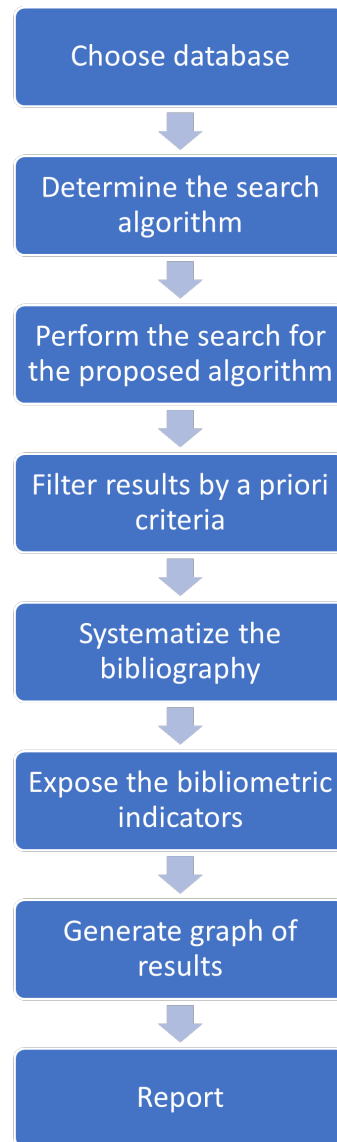 Choose database
Determine the search
algorithm
Perform the search for
the proposed algorithm
Filter results by a priori
criteria
Systematize the
bibliography
Expose the bibliometric
indicators
Generate graph of
results
Report